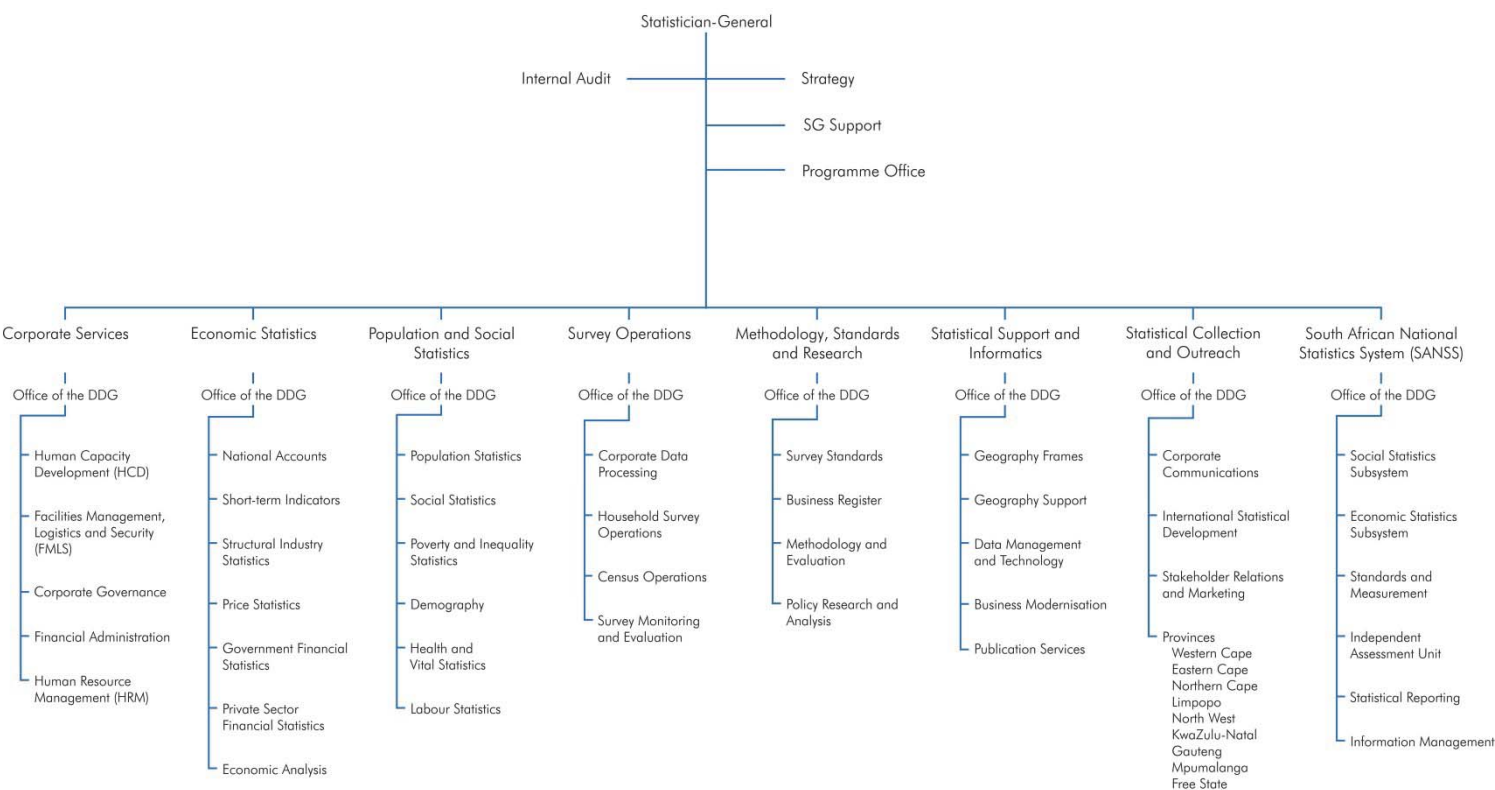 Statistician-General
Internal Audit
Strategy
SG Support
Programme Office
Corporate Services
Office of the DDG
Human Capacity
Development (HCD)
Facilities Management,
Logistics and Security
(FMLS)
Corporate Governance
Financial Administration
Human Resource
Management (HRM)
Economic Statistics
Office of the DDG
National Accounts
Short-term Indicators
Structural Industry
Statistics
Price Statistics
Government Financial
Statistics
Private Sector
Financial Statistics
Economic Analysis
Population and Social
Statistics
Office of the DDG
Population Statistics
Social Statistics
Poverty and Inequality
Statistics
Demography
Health and
Vital Statistics
Labour Statistics
Survey Operations
Office of the DDG
Corporate Data
Processing
Household Survey
Operations
Census Operations
Survey Monitoring
and Evaluation
Methodology, Standards
and Research
Office of the DDG
Survey Standards
Business Register
Methodology and
Evaluation
Policy Research and
Analysis
Statistical Support and
Informatics
Office of the DDG
Geography Frames
Geography Support
Data Management
and Technology
Business Modernisation
Publication Services
Statistical Collection
and Outreach
Office of the DDG
Corporate
Communications
International Statistical
Development
Stakeholder Relations
and Marketing
Provinces
Western Cape
Eastern Cape
Northern Cape
Limpopo
North West
KwaZulu-Natal
Gauteng
Mpumalanga
Free State
South African National
Statistics System (SANSS)
Office of the DDG
Social Statistics
Subsystem
Economic Statistics
Subsystem
Standards and
Measurement
Independent
Assessment Unit
Statistical Reporting
Information Management